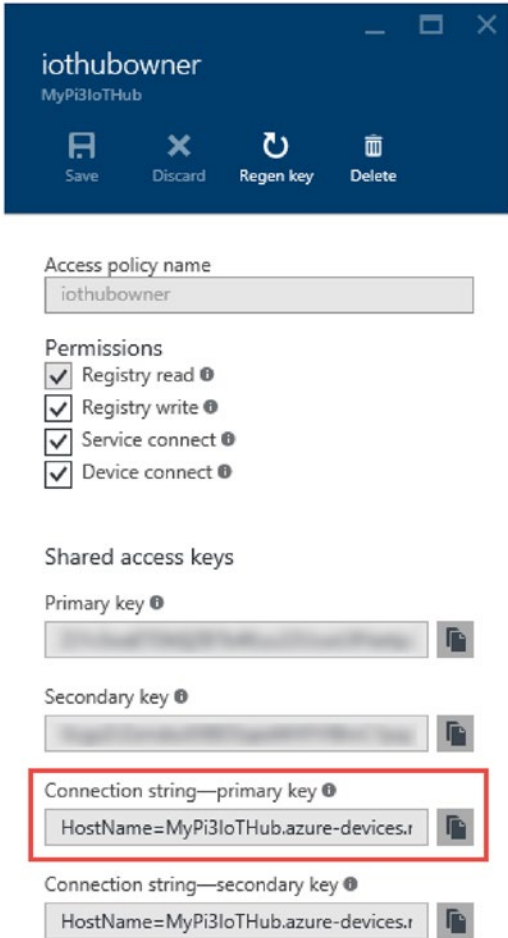 iothubowner
MyPi3IoTHub
Save Discard Regen key Delete
Access policy name
iothubowner
Permissions
Registry read
Registry write
Service connect
Device connect
Shared access keys
Primary key
Secondary key
Connection string—primary key
HostName=MyPi3IoTHub.azure-devices.r
Connection string—secondary key
HostName=MyPi3IoTHub.azure-devices.r